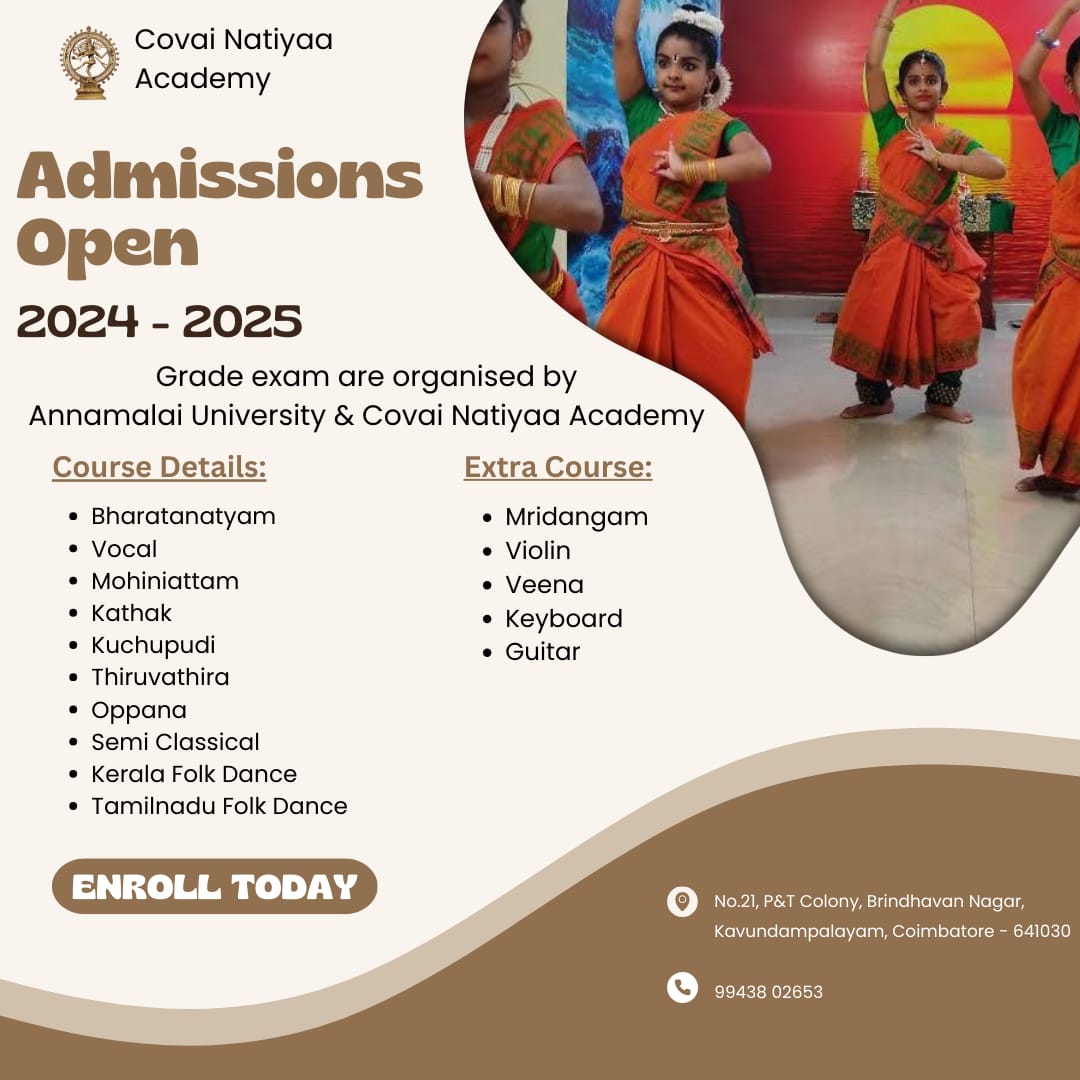 Covai Natiyaa
Academy
Admissions
Open
2024 - 2025
Grade exam are organised by
Annamalai University & Covai Natiyaa Academy
Course Details:
Bharatanatyam
Vocal
Mohiniattam
Kathak
Kuchupudi
Thiruvathira
Oppana
Semi Classical
Kerala Folk Dance
Tamilnadu Folk Dance
Extra Course:
Mridangam
Violin
Veena
Keyboard
Guitar
ENROLL TODAY
No.21, P&T Colony, Brindhavan Nagar,
Kavundampalayam, Coimbatore - 641030
99438 02653